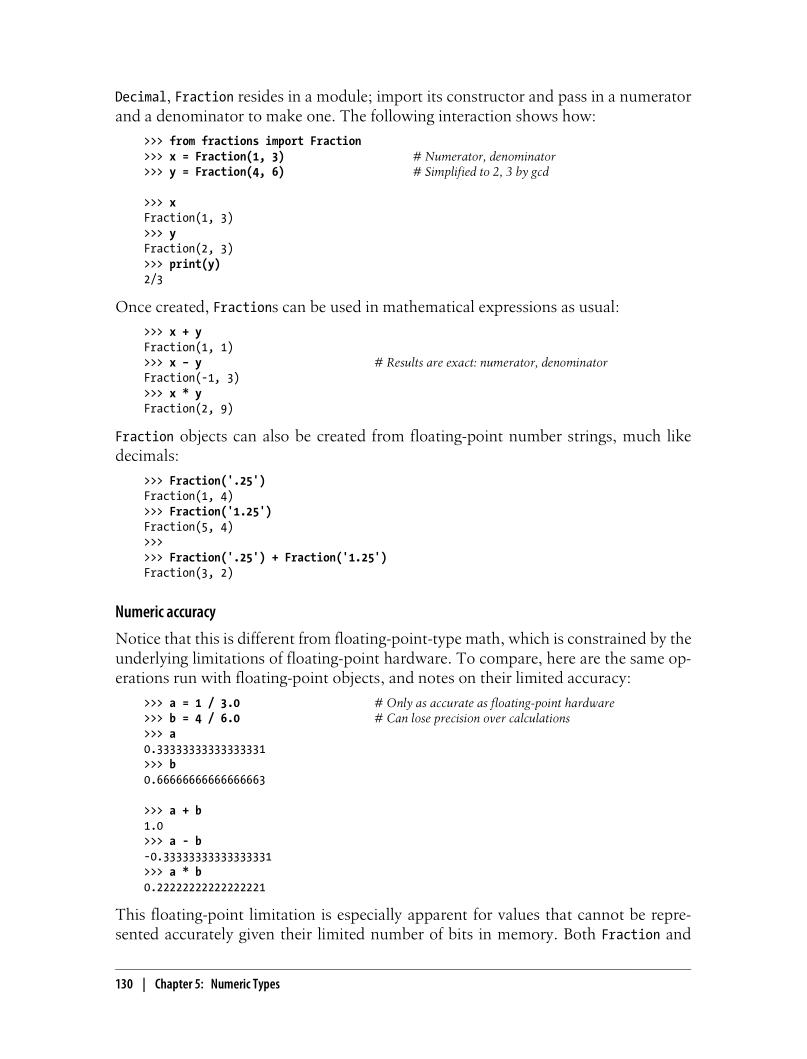 Decimal, Fraction resides in a module; import its constructor and pass in a numerator
and a denominator to make one. The following interaction shows how:
>>> from fractions import Fraction
>>> x = Fraction(1, 3) # Numerator, denominator
>>> y = Fraction(4, 6) # Simplified to 2, 3 by gcd
>>> x
Fraction(1, 3)
>>> y
Fraction(2, 3)
>>> print(y)
2/3
Once created, Fractions can be used in mathematical expressions as usual:
>>> x + y
Fraction(1, 1)
>>> x – y # Results are exact: numerator, denominator
Fraction(-1, 3)
>>> x * y
Fraction(2, 9)
Fraction objects can also be created from floating-point number strings, much like
decimals:
>>> Fraction('.25')
Fraction(1, 4)
>>> Fraction('1.25')
Fraction(5, 4)
>>>
>>> Fraction('.25') + Fraction('1.25')
Fraction(3, 2)
Numeric accuracy
Notice that this is different from floating-point-type math, which is constrained by the
underlying limitations of floating-point hardware. To compare, here are the same op-
erations run with floating-point objects, and notes on their limited accuracy:
>>> a = 1 / 3.0 # Only as accurate as floating-point hardware
>>> b = 4 / 6.0 # Can lose precision over calculations
>>> a
0.33333333333333331
>>> b
0.66666666666666663
>>> a + b
1.0
>>> a - b
-0.33333333333333331
>>> a * b
0.22222222222222221
This floating-point limitation is especially apparent for values that cannot be repre-
sented accurately given their limited number of bits in memory. Both Fraction and
130 | Chapter 5: Numeric Types